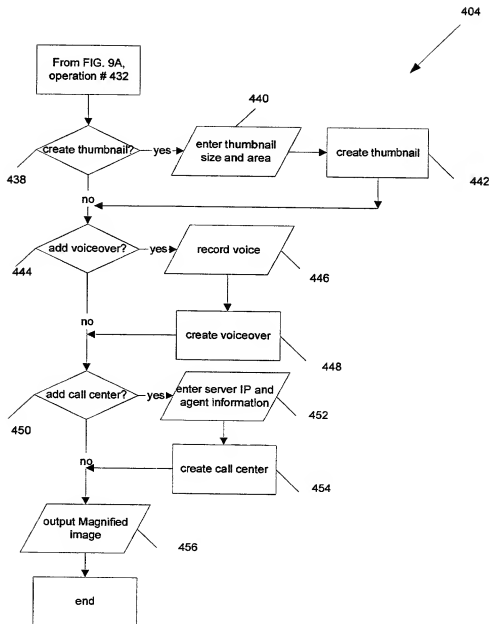 404
From FIG. 9A,
operation # 432
440
create thumbnail?
yes
enter thumbnail
size and area
create thumbnail
438
442
no
add voiceover?
yes
record voice
444
446
no
create voiceover
448
add call center?
yes
enter server IP and
agent information
450
452
no
create call center
454
output Magnified
image
456
end